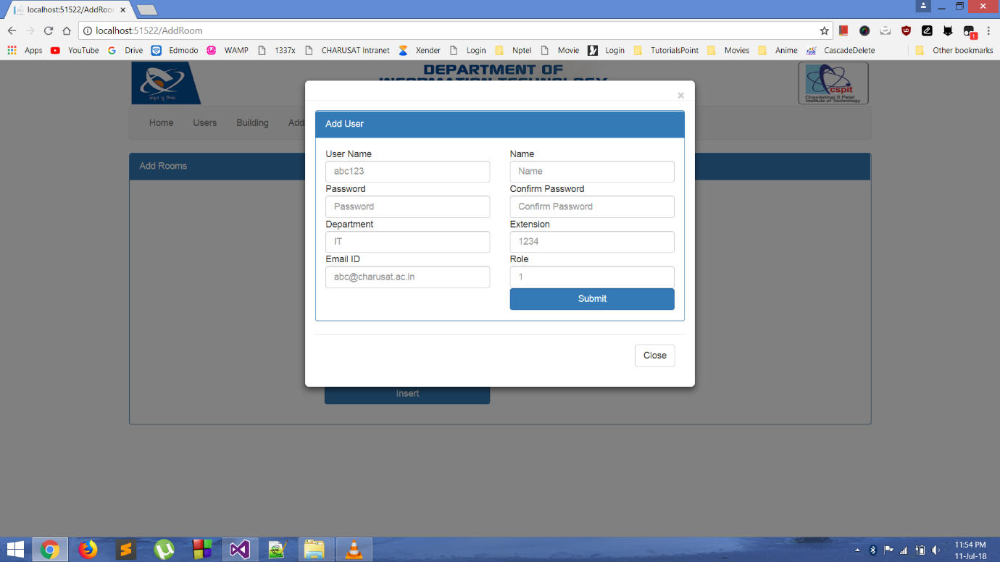 localhost:51522/AddRoo
localhost:51522/AddRoom
Apps YouTube Drive Edmodo WAMP 1337x CHARUSAT Intranet Xender Login Nptel Movie Login TutorialsPoint Movies Anime CascadeDelete Other bookmarks
DEPARTMENT OF
INFORMATION TECHNOLOGY
cspit
Chandubhai S Patel
Institute of Technology
×
Home Users Building Add
Add User
Add Rooms
User Name Name
abc123 Name
Password Confirm Password
Password Confirm Password
Department Extension
IT 1234
Email ID Role
abc@charusat.ac.in 1
Submit
Close
Insert
11:54 PM
11-Jul-18